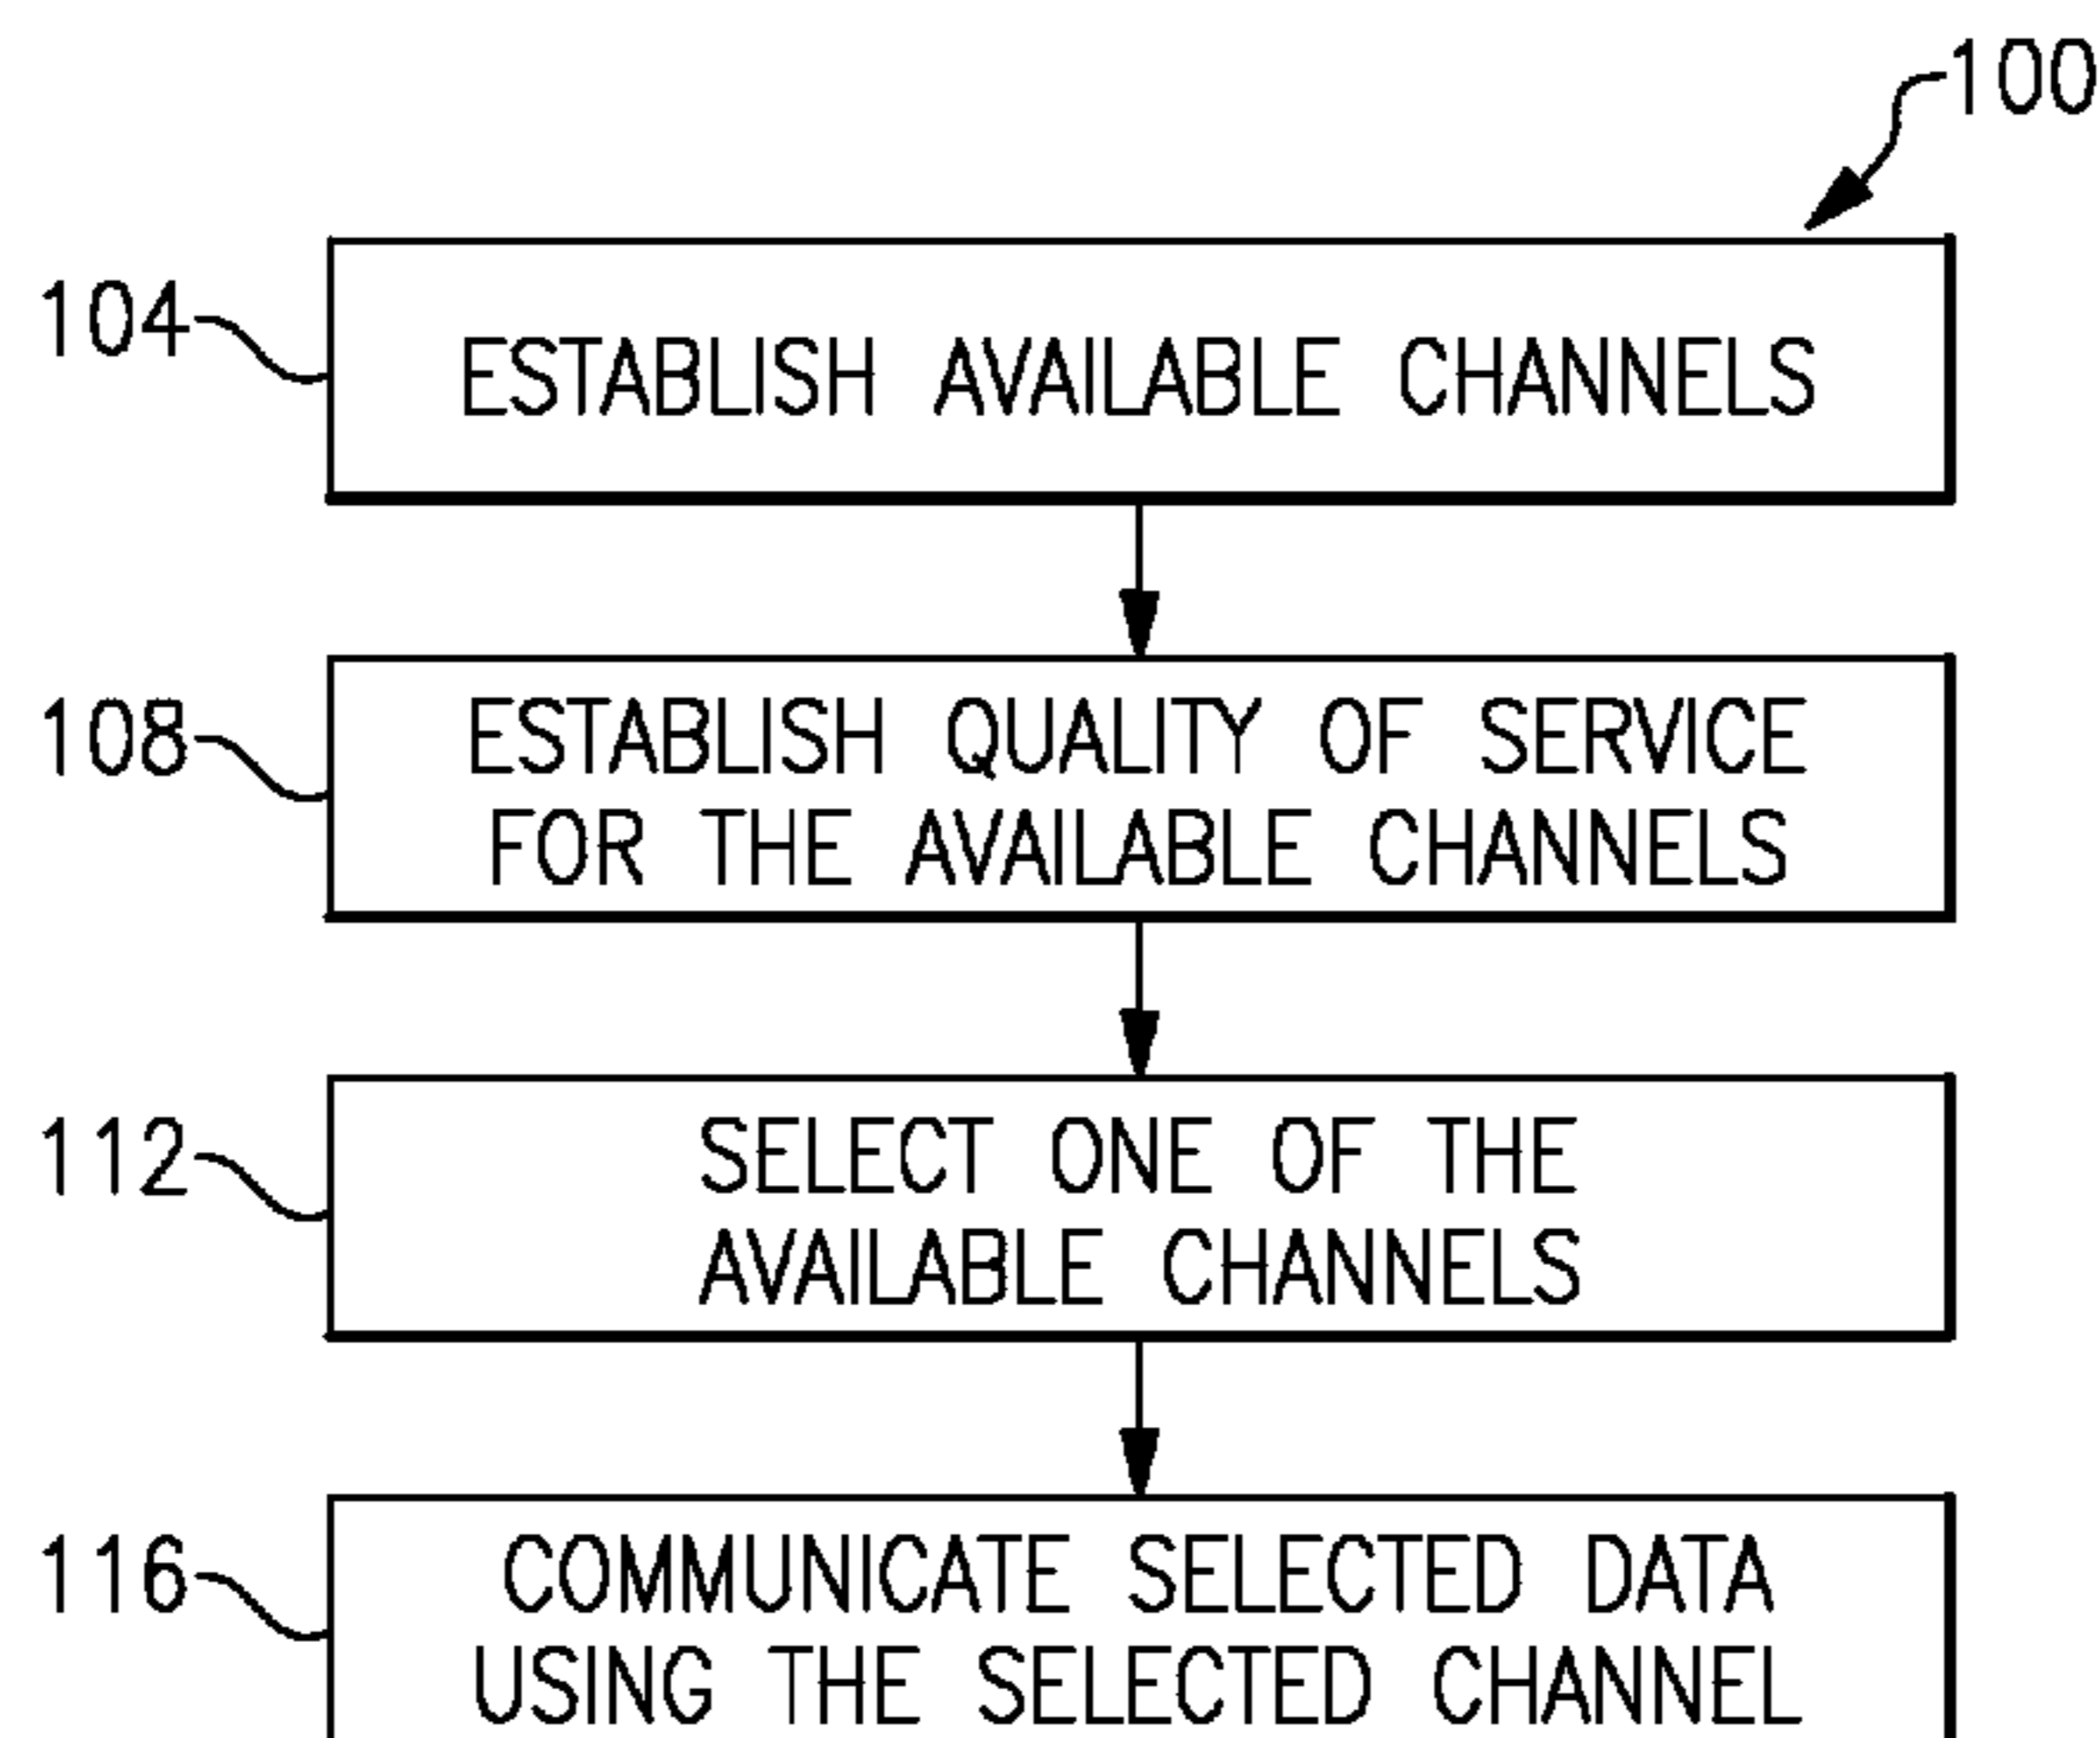 100
104
ESTABLISH AVAILABLE CHANNELS
108
ESTABLISH QUALITY OF SERVICE
FOR THE AVAILABLE CHANNELS
112
SELECT ONE OF THE
AVAILABLE CHANNELS
116
COMMUNICATE SELECTED DATA
USING THE SELECTED CHANNEL